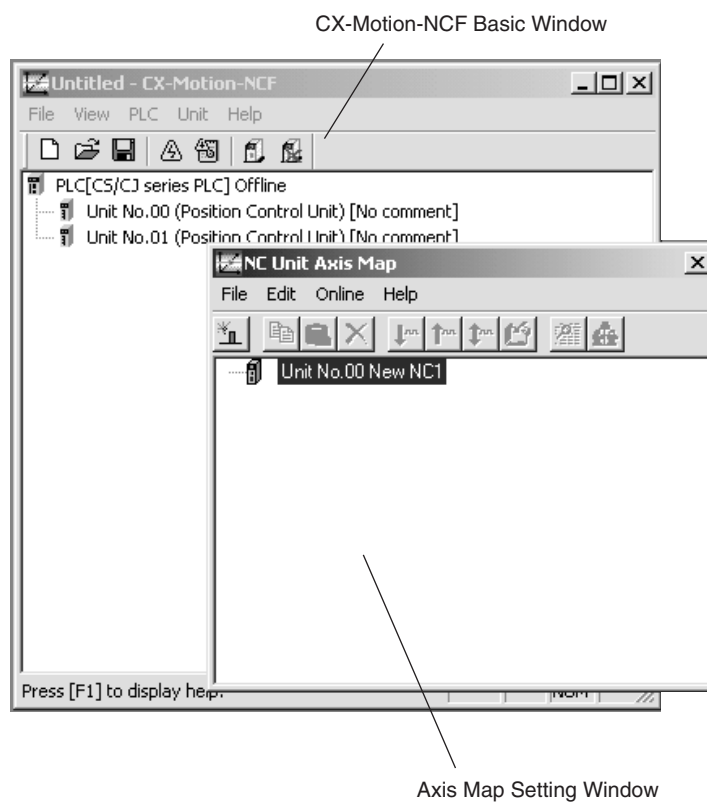 CX-Motion-NCF Basic Window
Untitled - CX-Motion-NCF
File View PLC Unit Help
PLC[CS/CJ series PLC] Offline
Unit No.00 (Position Control Unit) [No comment]
Unit No.01 (Position Control Unit) [No comment]
NC Unit Axis Map
File Edit Online Help
Unit No.00 New NC1
Press [F1] to display help.
NUM
Axis Map Setting Window